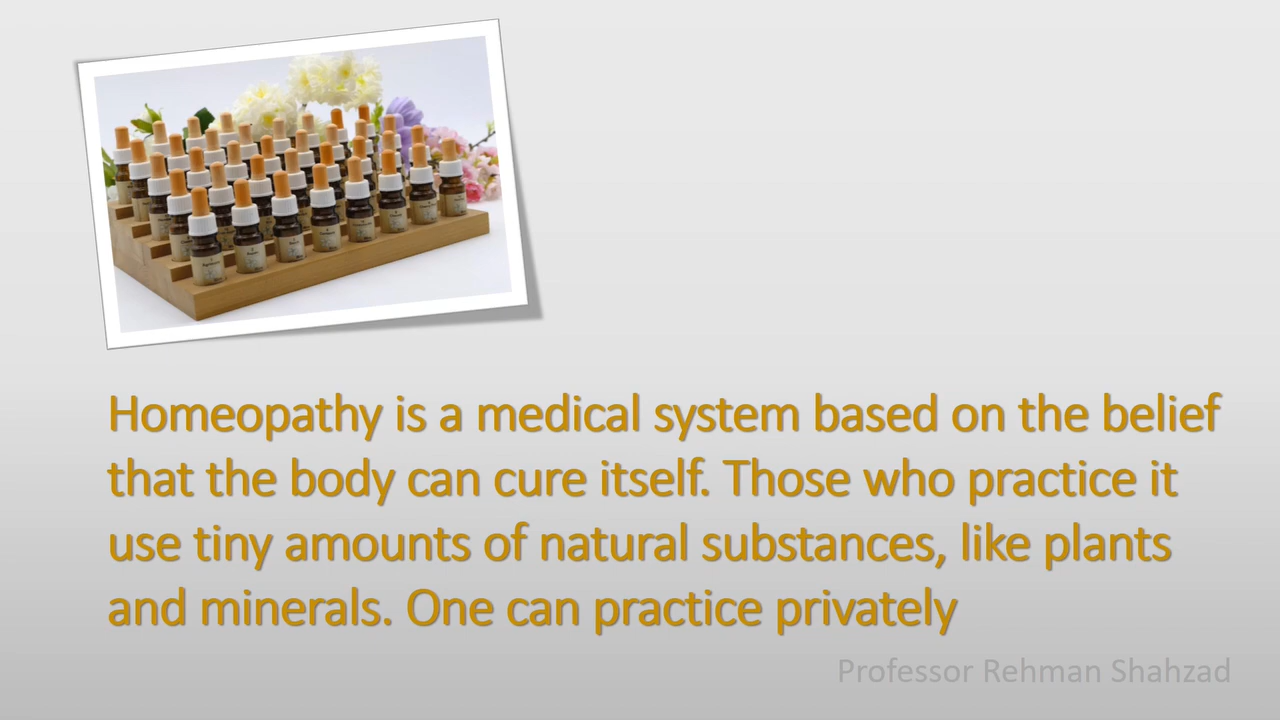 Homeopathy is a medical system based on the belief
that the body can cure itself. Those who practice it
use tiny amounts of natural substances, like plants
and minerals. One can practice privately
Professor Rehman Shahzad